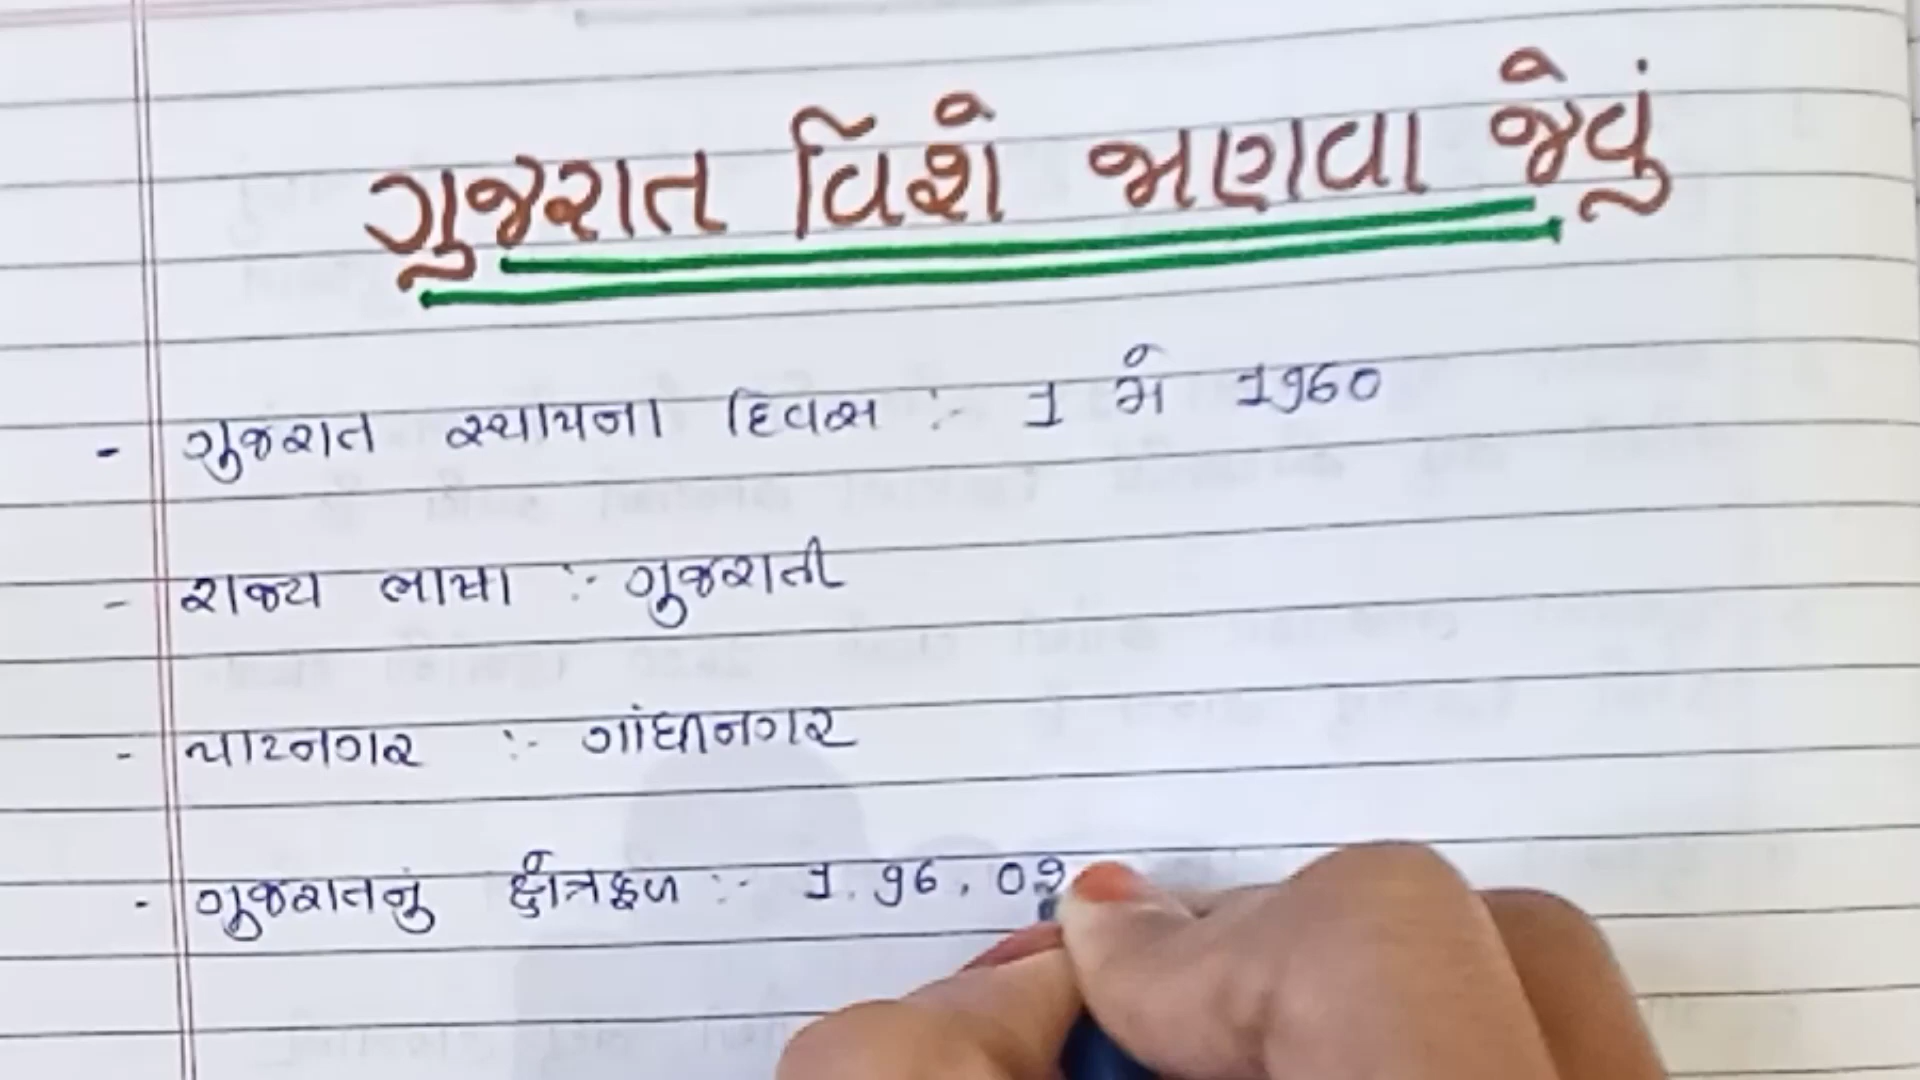 ગુજરાત વિશે જાણવા જેવું
- ગુજરાત સ્થાપના દિવસ :- 1 મે 1960
- રાજ્ય ભાષા :- ગુજરાતી
- પાટનગર :- ગાંધીનગર
- ગુજરાતનું ક્ષેત્રફળ :- 1.96,02